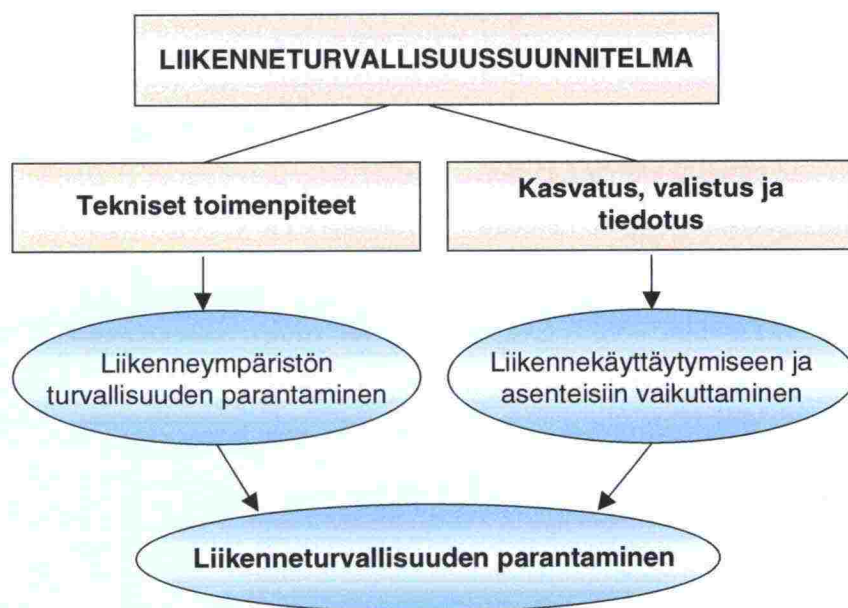 LIIKENNETURVALLISUUSSUUNNITELMA
Tekniset toimenpiteet
Kasvatus, valistus ja
tiedotus
Liikenneympäristön
turvallisuuden parantaminen
Liikennekäyttäytymiseen ja
asenteisiin vaikuttaminen
Liikenneturvallisuuden parantaminen